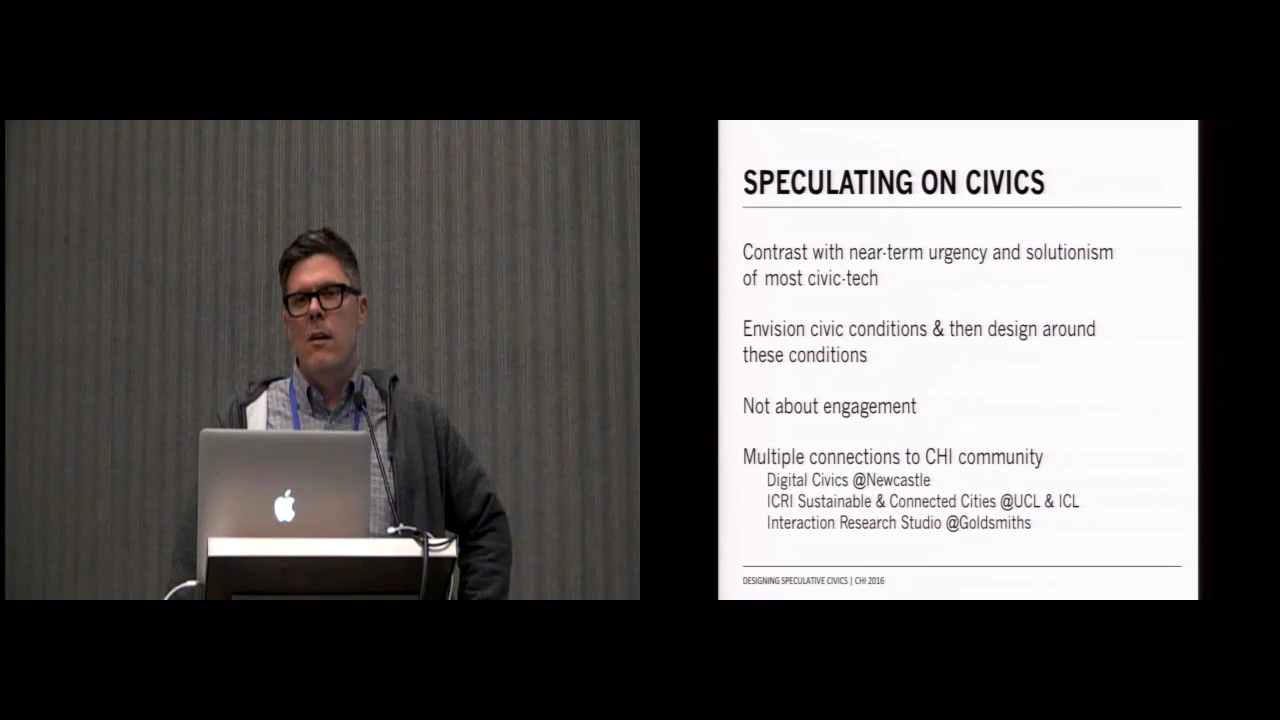 SPECULATING ON CIVICS
Contrast with near-term urgency and solutionism
of most civic-tech
Envision civic conditions & then design around
these conditions
Not about engagement
Multiple connections to CHI community
Digital Civics @Newcastle
ICRI Sustainable & Connected Cities @UCL & ICL
Interaction Research Studio @Goldsmiths
DESIGNING SPECULATIVE CIVICS | CHI 2016